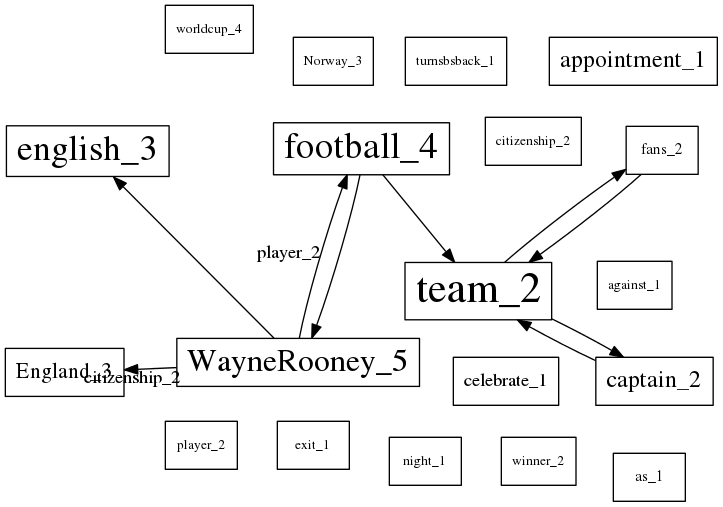 worldcup_4
Norway_3
turnsbsback_1
appointment_1
english_3
football_4
citizenship_2
fans_2
player_2
team_2
against_1
England_3
citizenship_2
WayneRooney_5
celebrate_1
captain_2
player_2
exit_1
night_1
winner_2
as_1